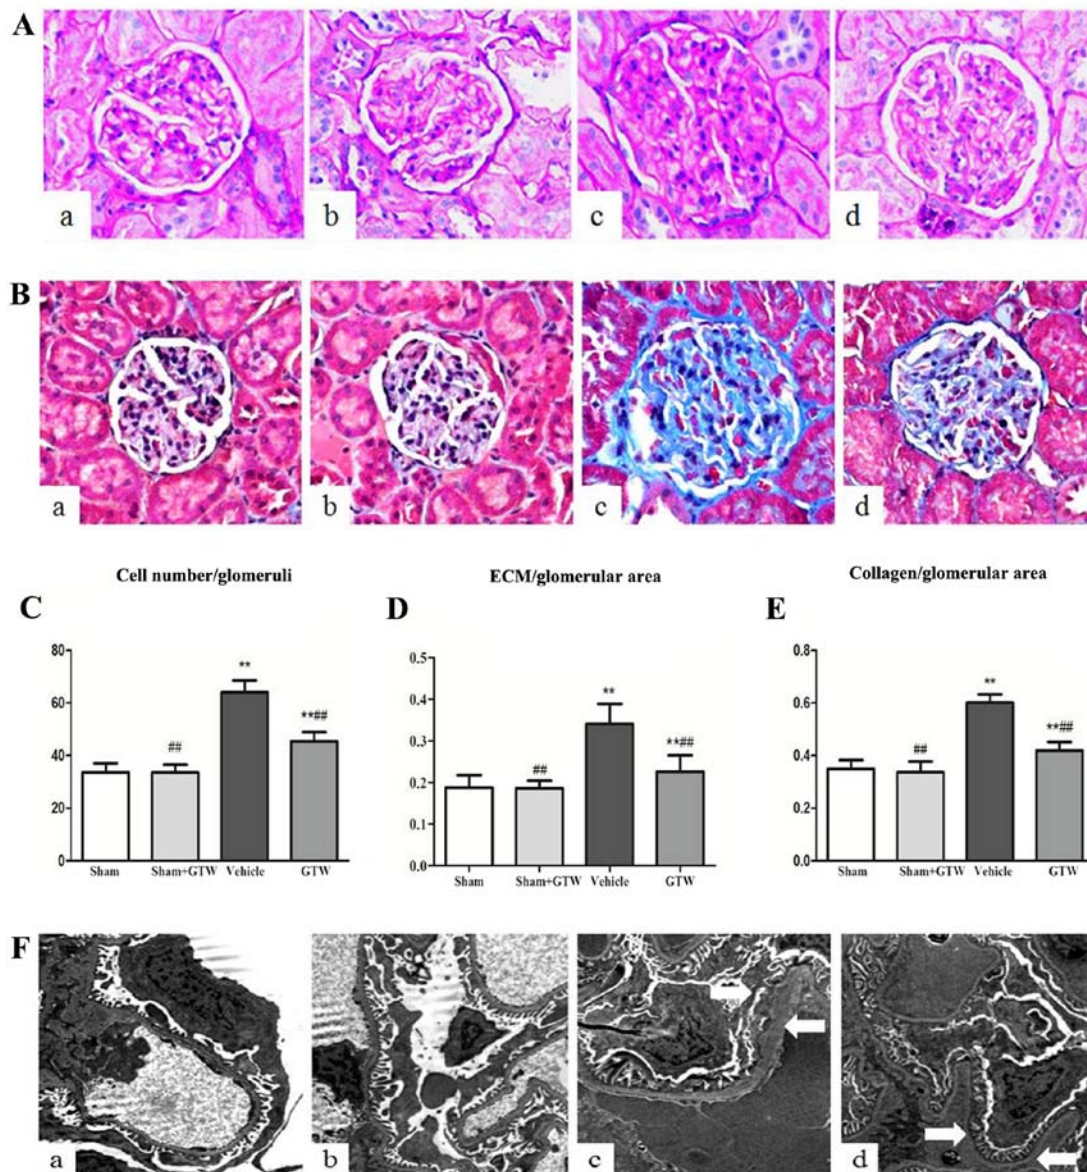 A
a b c d
B
a b c d
Cell number/glomeruli
ECM/glomerular area
Collagen/glomerular area
C
80
60
40
20
0
##
**
**##
Sham Sham+GTW Vehicle GTW
D
0.5
0.4
0.3
0.2
0.1
0.0
##
**
**##
Sham Sham+GTW Vehicle GTW
E
0.8
0.6
0.4
0.2
0.0
##
**
**##
Sham Sham+GTW Vehicle GTW
F
a b c d